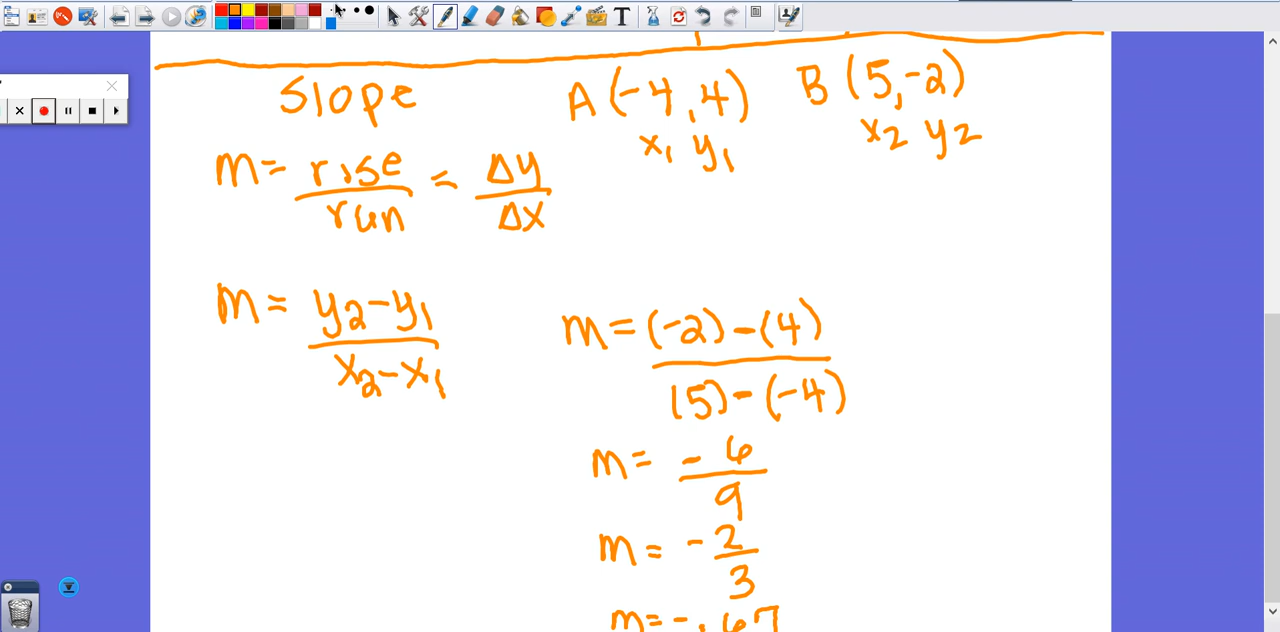 Slope
A (-4, 4) B (5, -2)
x₁ y₁ x₂ y₂
m = rise/run = Δy/Δx
m = y₂-y₁/x₂-x₁
m = (-2)-(4)/(5)-(-4)
m = -6/9
m = -2/3
m = -.67